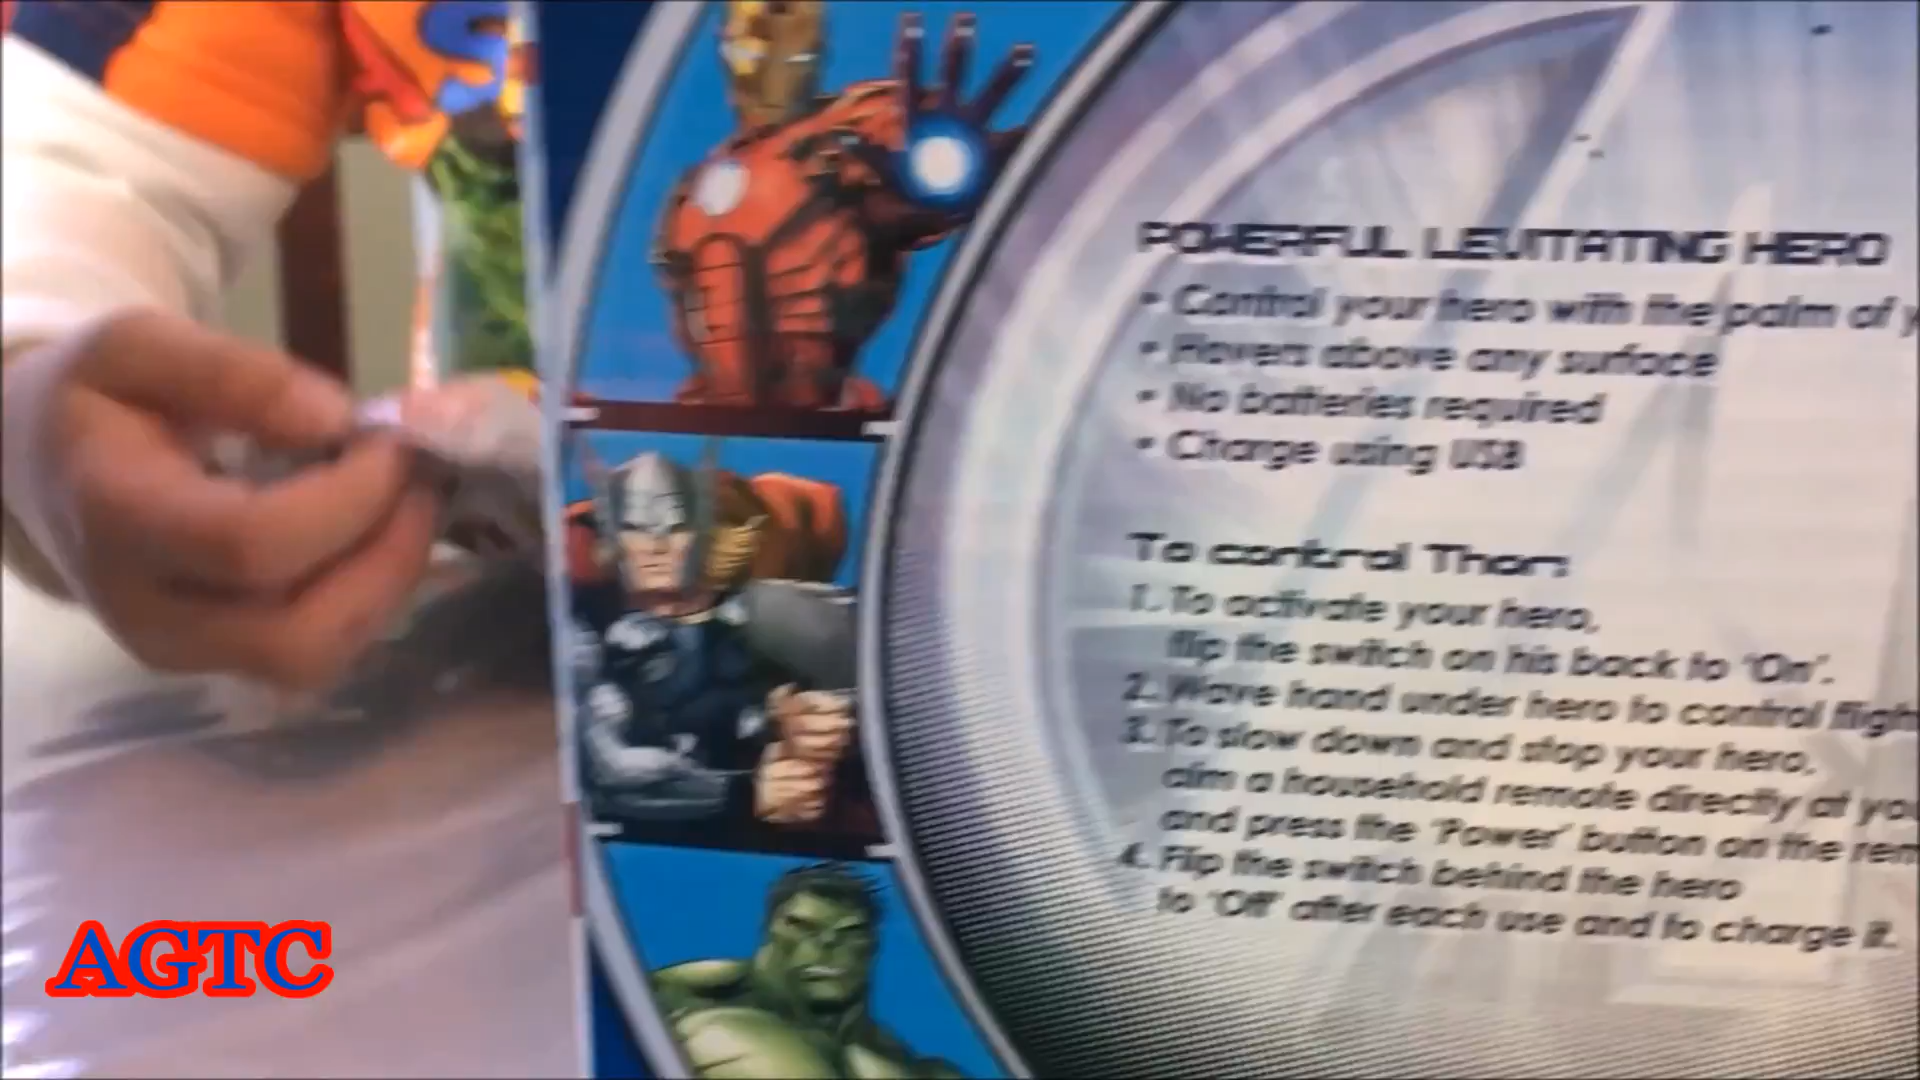 POWERFUL LEVITATING HERO
• Control your hero with the palm of
• Hovers above any surface
• No batteries required
• Charge using USB
To control Thor:
1. To activate your hero,
flip the switch on his back to 'On'.
2. Wave hand under hero to control
3. To slow down and stop your hero,
aim a household remote directly at
and press the 'Power' button on the
4. Flip the switch behind the hero
to 'Off' after each use and to charge it.
AGTC